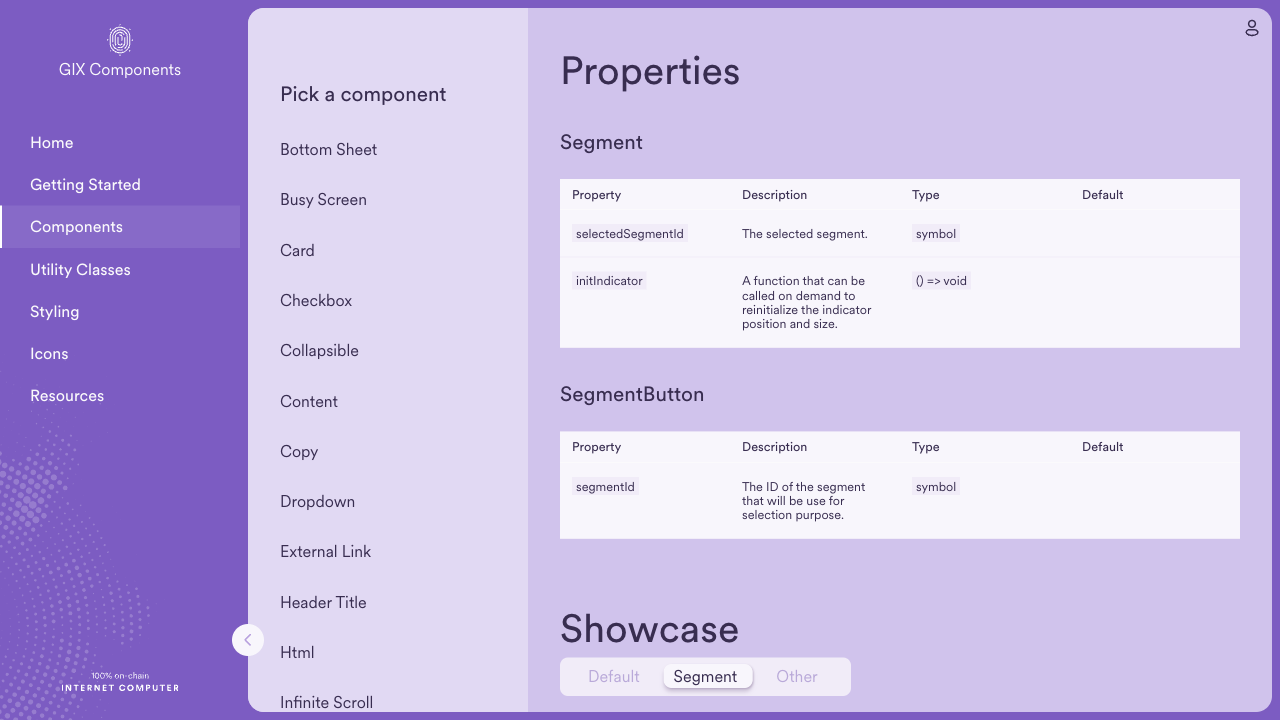 GIX Components
Home
Getting Started
Components
Utility Classes
Styling
Icons
Resources
100% on-chain
INTERNET COMPUTER
Pick a component
Bottom Sheet
Busy Screen
Card
Checkbox
Collapsible
Content
Copy
Dropdown
External Link
Header Title
Html
Infinite Scroll
Properties
Segment
Property Description Type Default
selectedSegmentId The selected segment. symbol
initIndicator A function that can be () => void
called on demand to
reinitialize the indicator
position and size.
SegmentButton
Property Description Type Default
segmentId The ID of the segment symbol
that will be use for
selection purpose.
Showcase
Default Segment Other